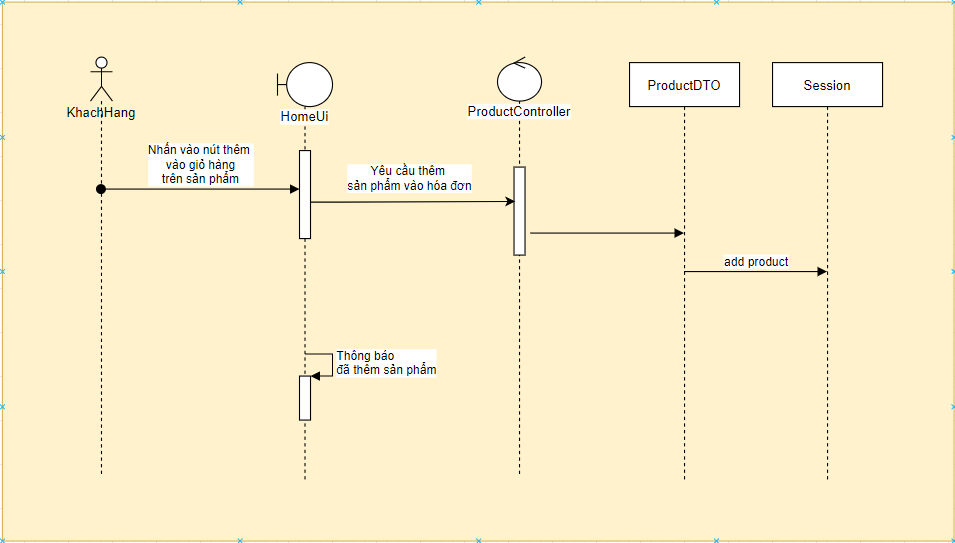 KhachHang
HomeUi
ProductController
ProductDTO
Session
Nhấn vào nút thêm
vào giỏ hàng
trên sản phẩm
Yêu cầu thêm
sản phẩm vào hóa đơn
add product
Thông báo
đã thêm sản phẩm